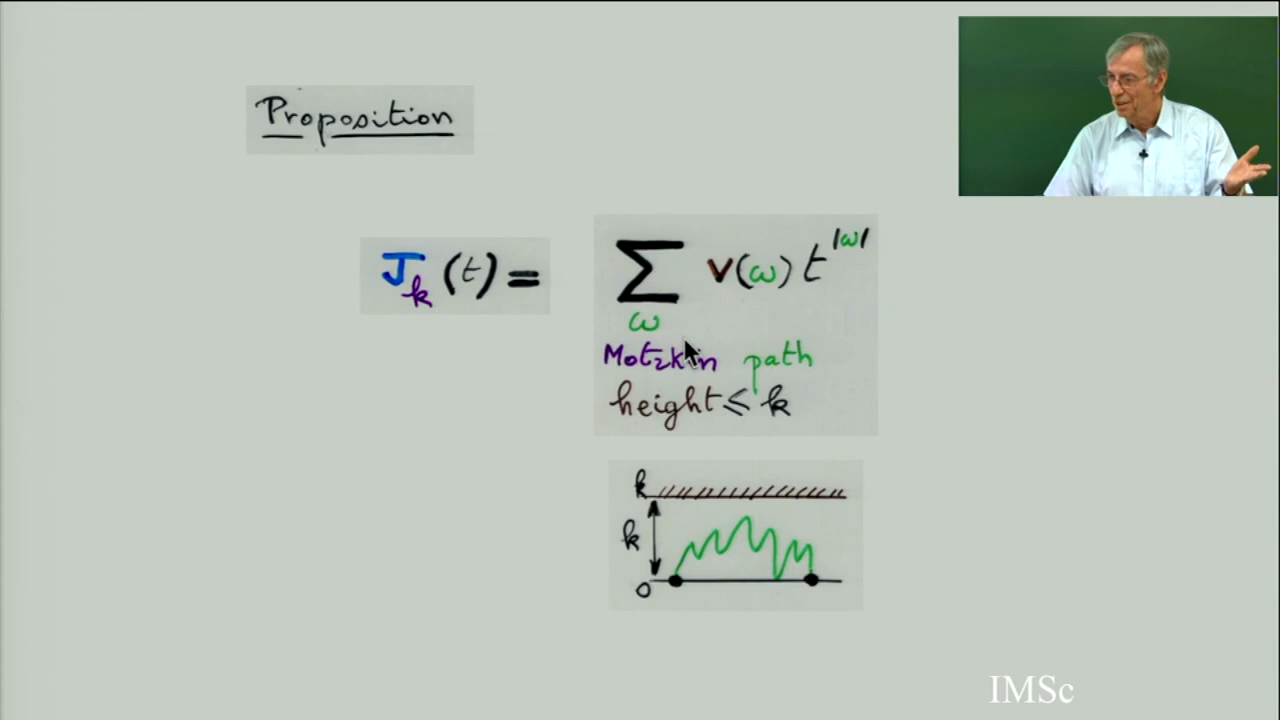 Proposition
J_k (t) = ∑ v(ω) t^|ω|
ω
Motzkin path
height ≤ k
k
k
0
IMSc